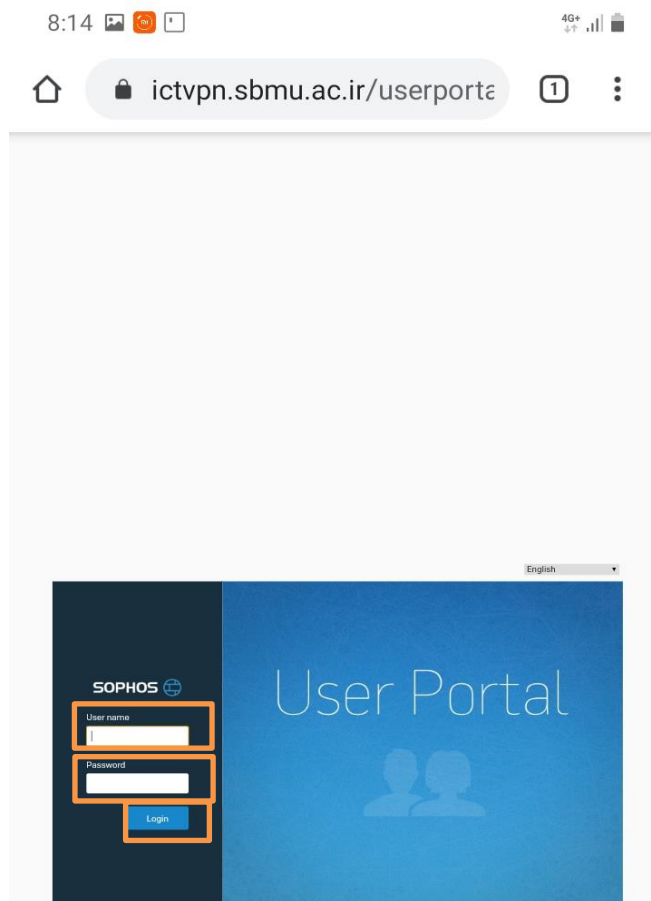 8:14
4G+
ictvpn.sbmu.ac.ir/userporta
1
English
SOPHOS
User Portal
User name
Password
Login